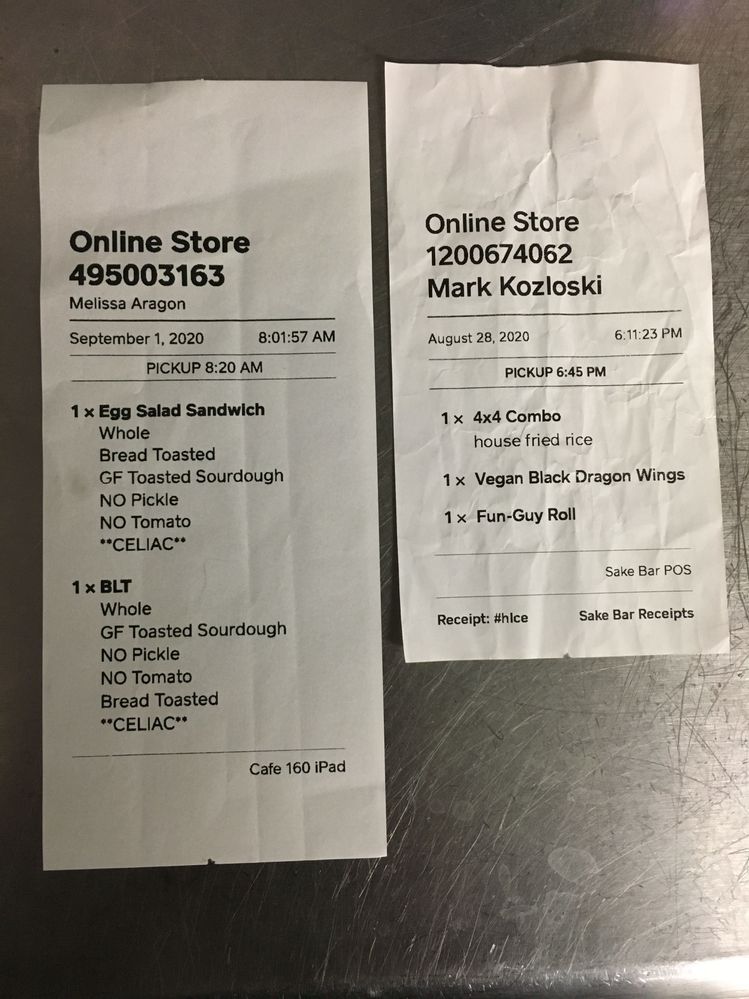 Online Store
495003163
Melissa Aragon
September 1, 2020 8:01:57 AM
PICKUP 8:20 AM
1 x Egg Salad Sandwich
Whole
Bread Toasted
GF Toasted Sourdough
NO Pickle
NO Tomato
**CELIAC**
1 x BLT
Whole
GF Toasted Sourdough
NO Pickle
NO Tomato
Bread Toasted
**CELIAC**
Cafe 160 iPad
Online Store
1200674062
Mark Kozloski
August 28, 2020 6:11:23 PM
PICKUP 6:45 PM
1 x 4x4 Combo
house fried rice
1 x Vegan Black Dragon Wings
1 x Fun-Guy Roll
Sake Bar POS
Receipt: #hIce Sake Bar Receipts